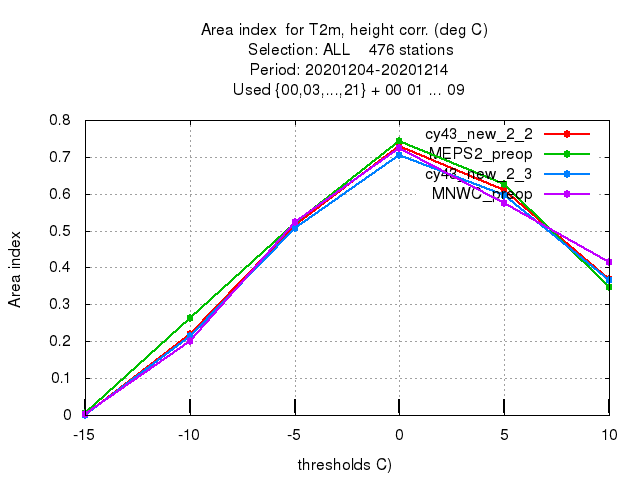 Area index  for T2m, height corr. (deg C)
Selection: ALL    476 stations
Period: 20201204-20201214
Used {00,03,...,21} + 00 01 ... 09
0.8
0.7
0.6
0.5
0.4
0.3
0.2
0.1
0
Area index
cy43_new_2_2
MEPS2_preop
cy43_new_2_3
MNWC_preop
-15
-10
-5
0
5
10
thresholds C)